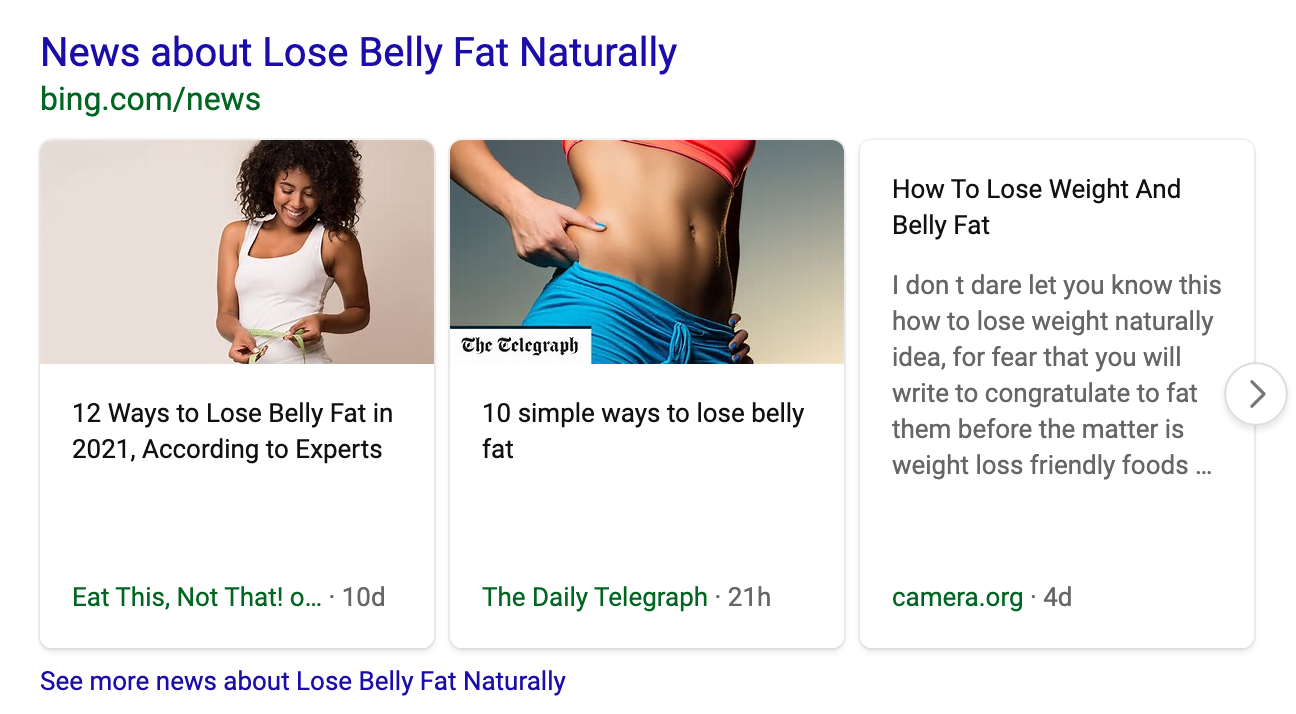 News about Lose Belly Fat Naturally
bing.com/news
The Telegraph
12 Ways to Lose Belly Fat in
2021, According to Experts
Eat This, Not That! o... · 10d
10 simple ways to lose belly
fat
The Daily Telegraph · 21h
How To Lose Weight And
Belly Fat
I don t dare let you know this
how to lose weight naturally
idea, for fear that you will
write to congratulate to fat
them before the matter is
weight loss friendly foods ...
camera.org · 4d
See more news about Lose Belly Fat Naturally